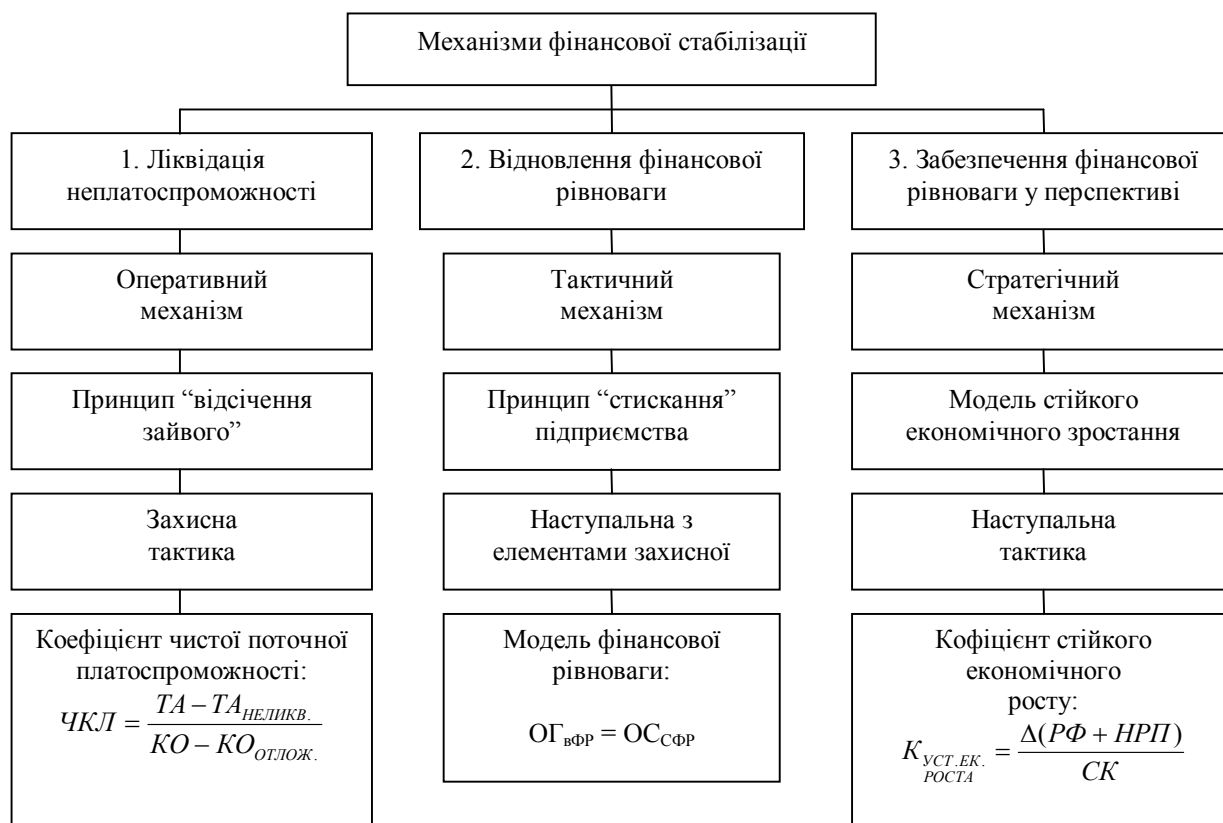 Механізми фінансової стабілізації
1. Ліквідація
неплатоспроможності
2. Відновлення фінансової
рівноваги
3. Забезпечення фінансової
рівноваги у перспективі
Оперативний
механізм
Тактичний
механізм
Стратегічний
механізм
Принцип “відсічення
зайвого”
Принцип “стискання”
підприємства
Модель стійкого
економічного зростання
Захисна
тактика
Наступальна з
елементами захисної
Наступальна
тактика
Коефіцієнт чистої поточної
платоспроможності:
ЧКЛ = (ТА − ТА_НЕЛИКВ.) / (КО − КО_ОТЛОЖ.)
Модель фінансової
рівноваги:
ОГ_вФР = ОС_СФР
Кофіцієнт стійкого
економічного
росту:
К_УСТ.ЕК. РОСТА = Δ(РФ + НРП) / СК